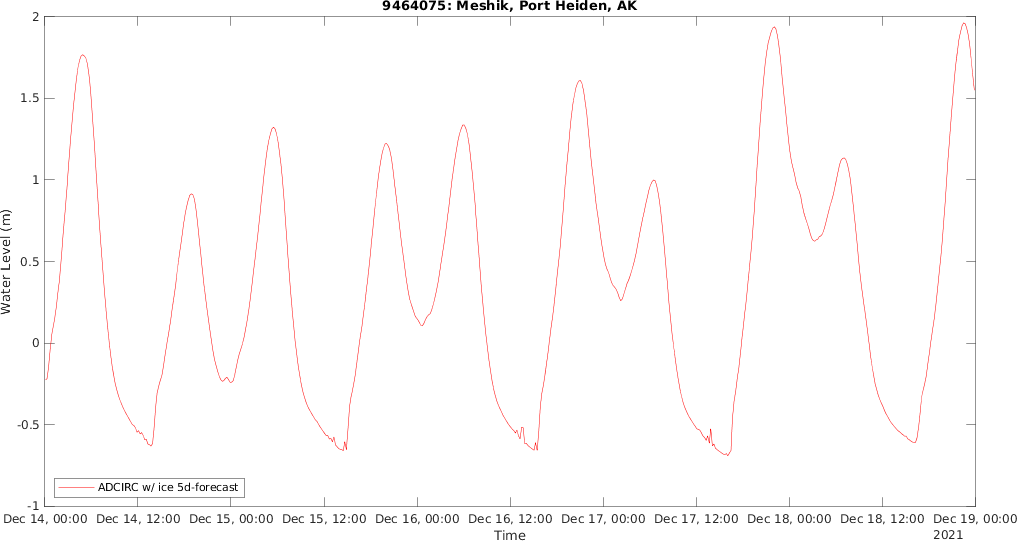 9464075: Meshik, Port Heiden, AK
2
1.5
1
0.5
0
-0.5
-1
Water Level (m)
ADCIRC w/ ice 5d-forecast
Dec 14, 00:00 Dec 14, 12:00 Dec 15, 00:00 Dec 15, 12:00 Dec 16, 00:00 Dec 16, 12:00 Dec 17, 00:00 Dec 17, 12:00 Dec 18, 00:00 Dec 18, 12:00 Dec 19, 00:00
Time
2021